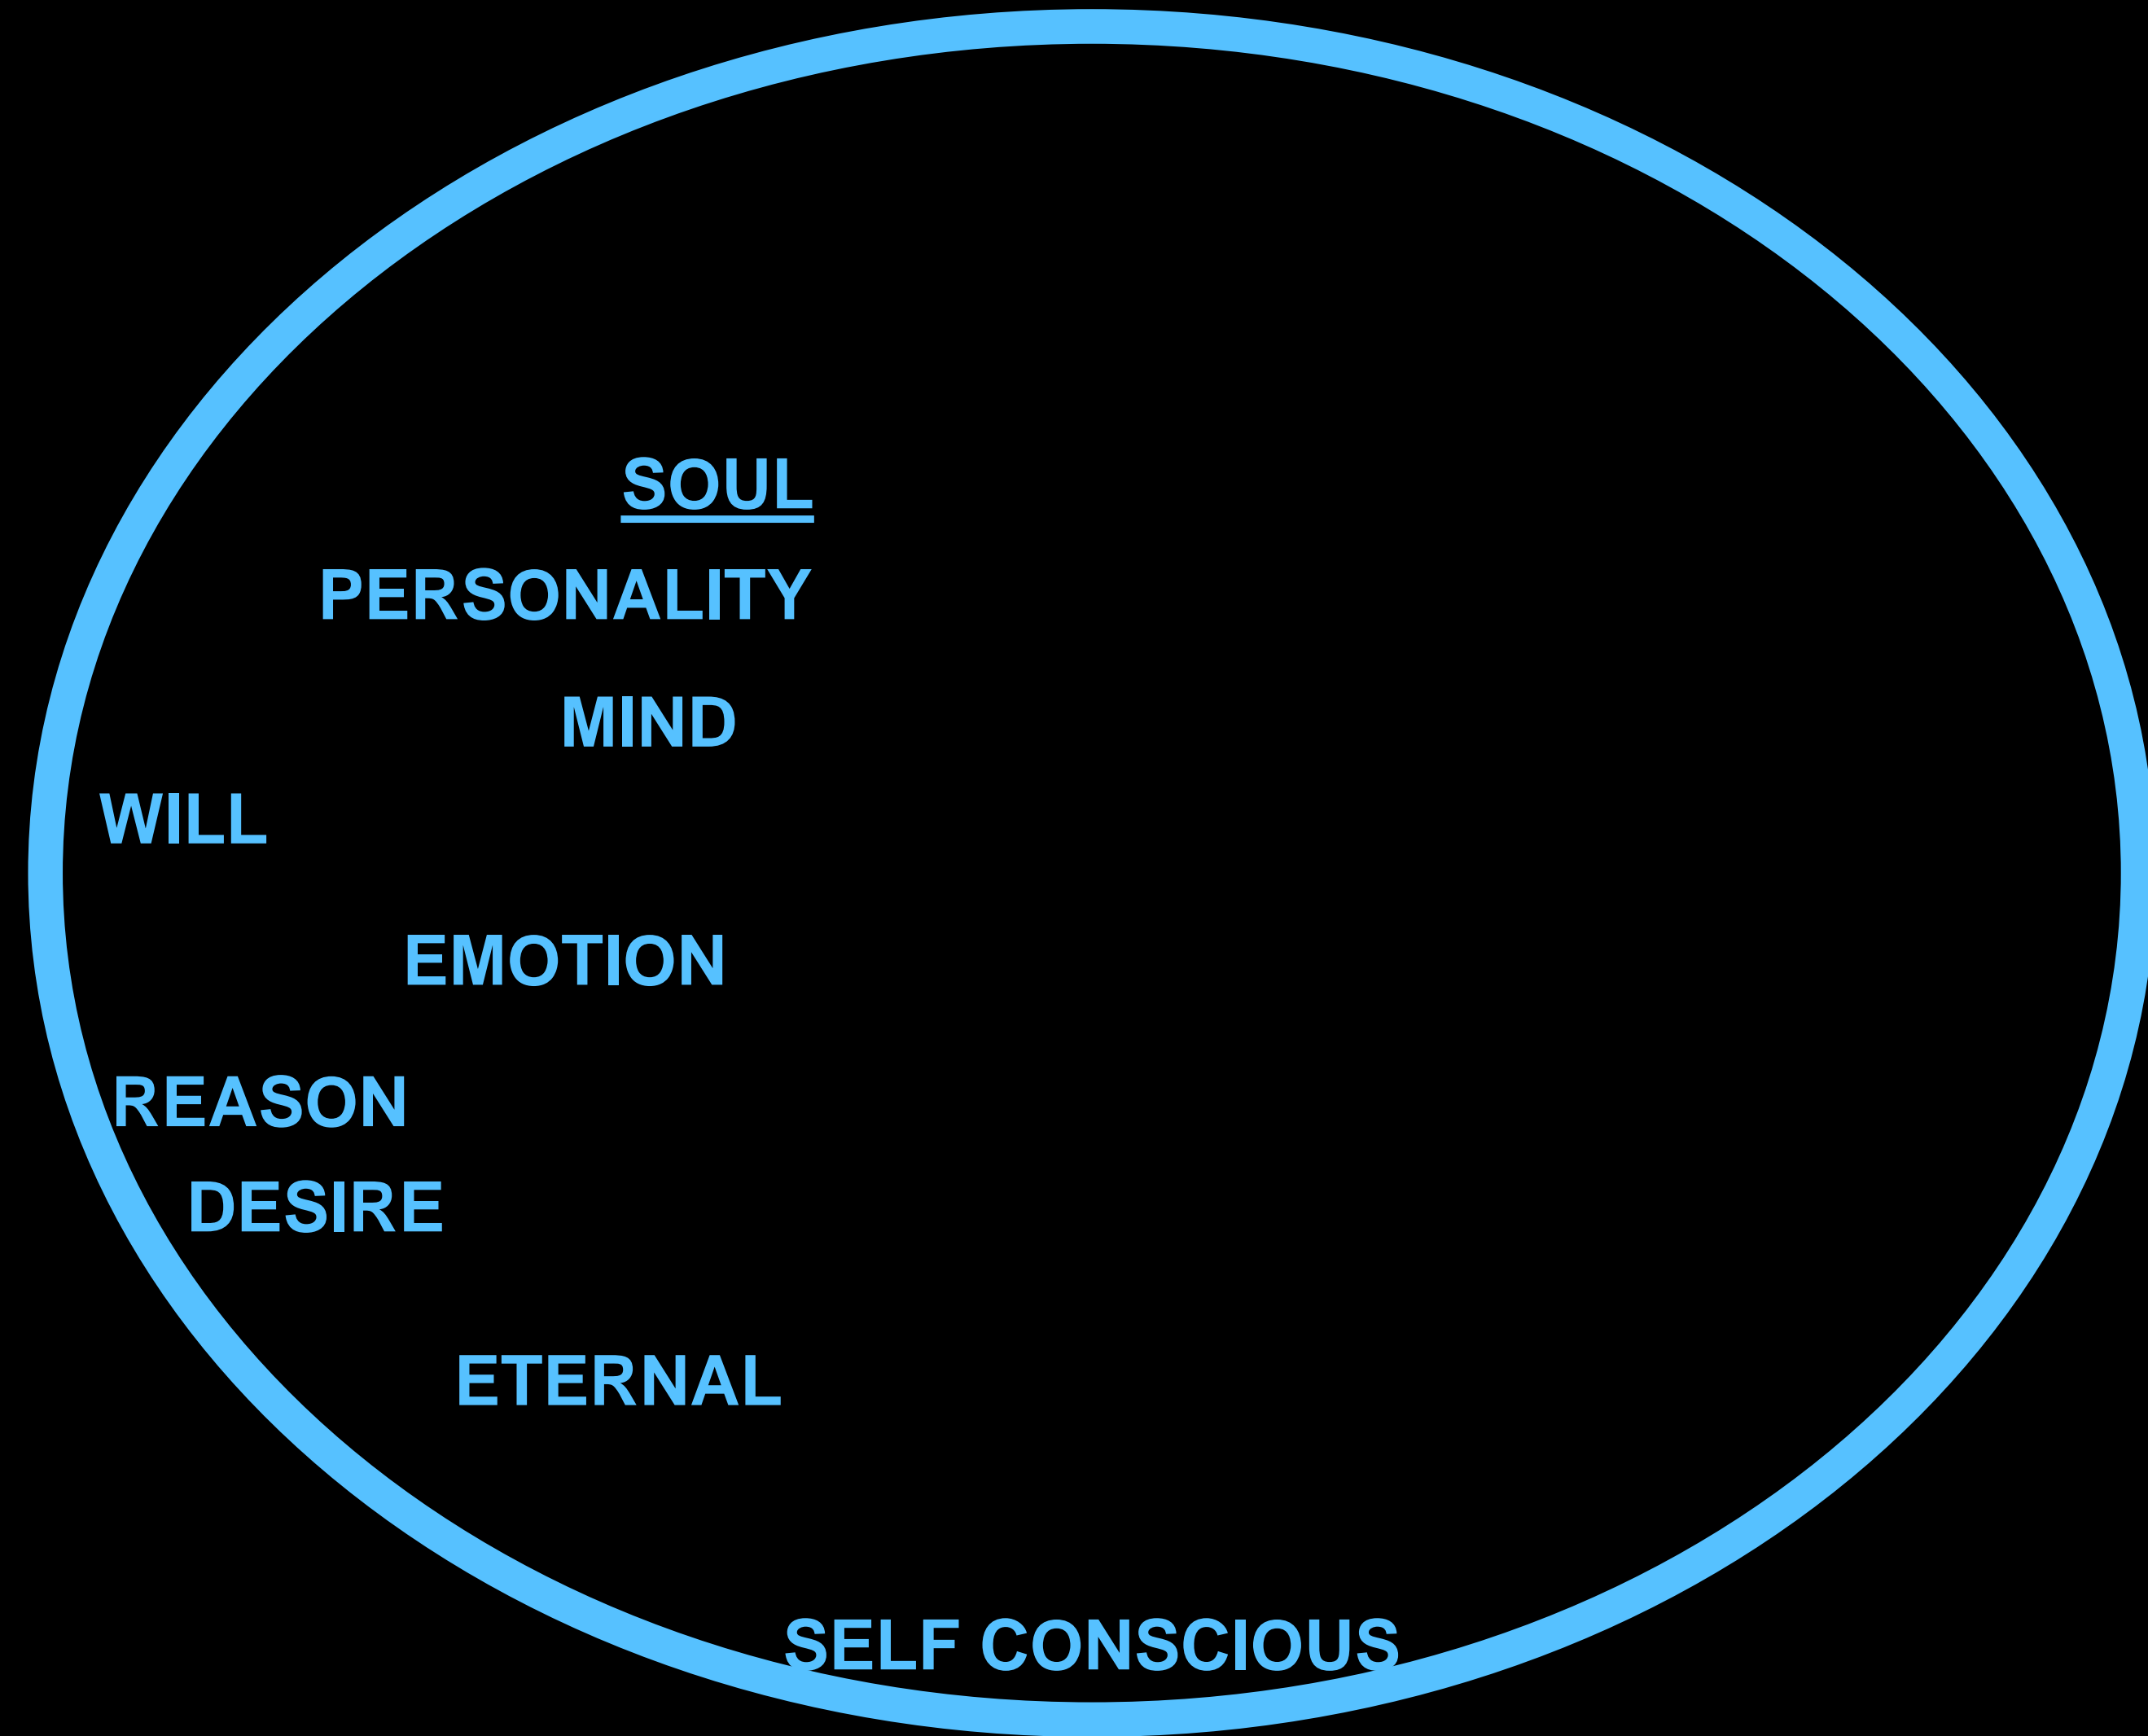 SOUL
PERSONALITY
MIND
WILL
EMOTION
REASON
DESIRE
ETERNAL
SELF CONSCIOUS